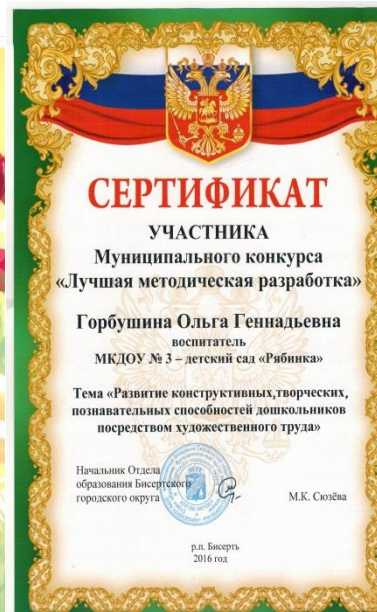 СЕРТИФИКАТ
УЧАСТНИКА
Муниципального конкурса
«Лучшая методическая разработка»
Горбушина Ольга Геннадьевна
воспитатель
МКДОУ № 3 – детский сад «Рябинка»
Тема «Развитие конструктивных,творческих,
познавательных способностей дошкольников
посредством художественного труда»
Начальник Отдела
образования Бисертского
городского округа
М.К. Сюзёва
р.п. Бисерть
2016 год